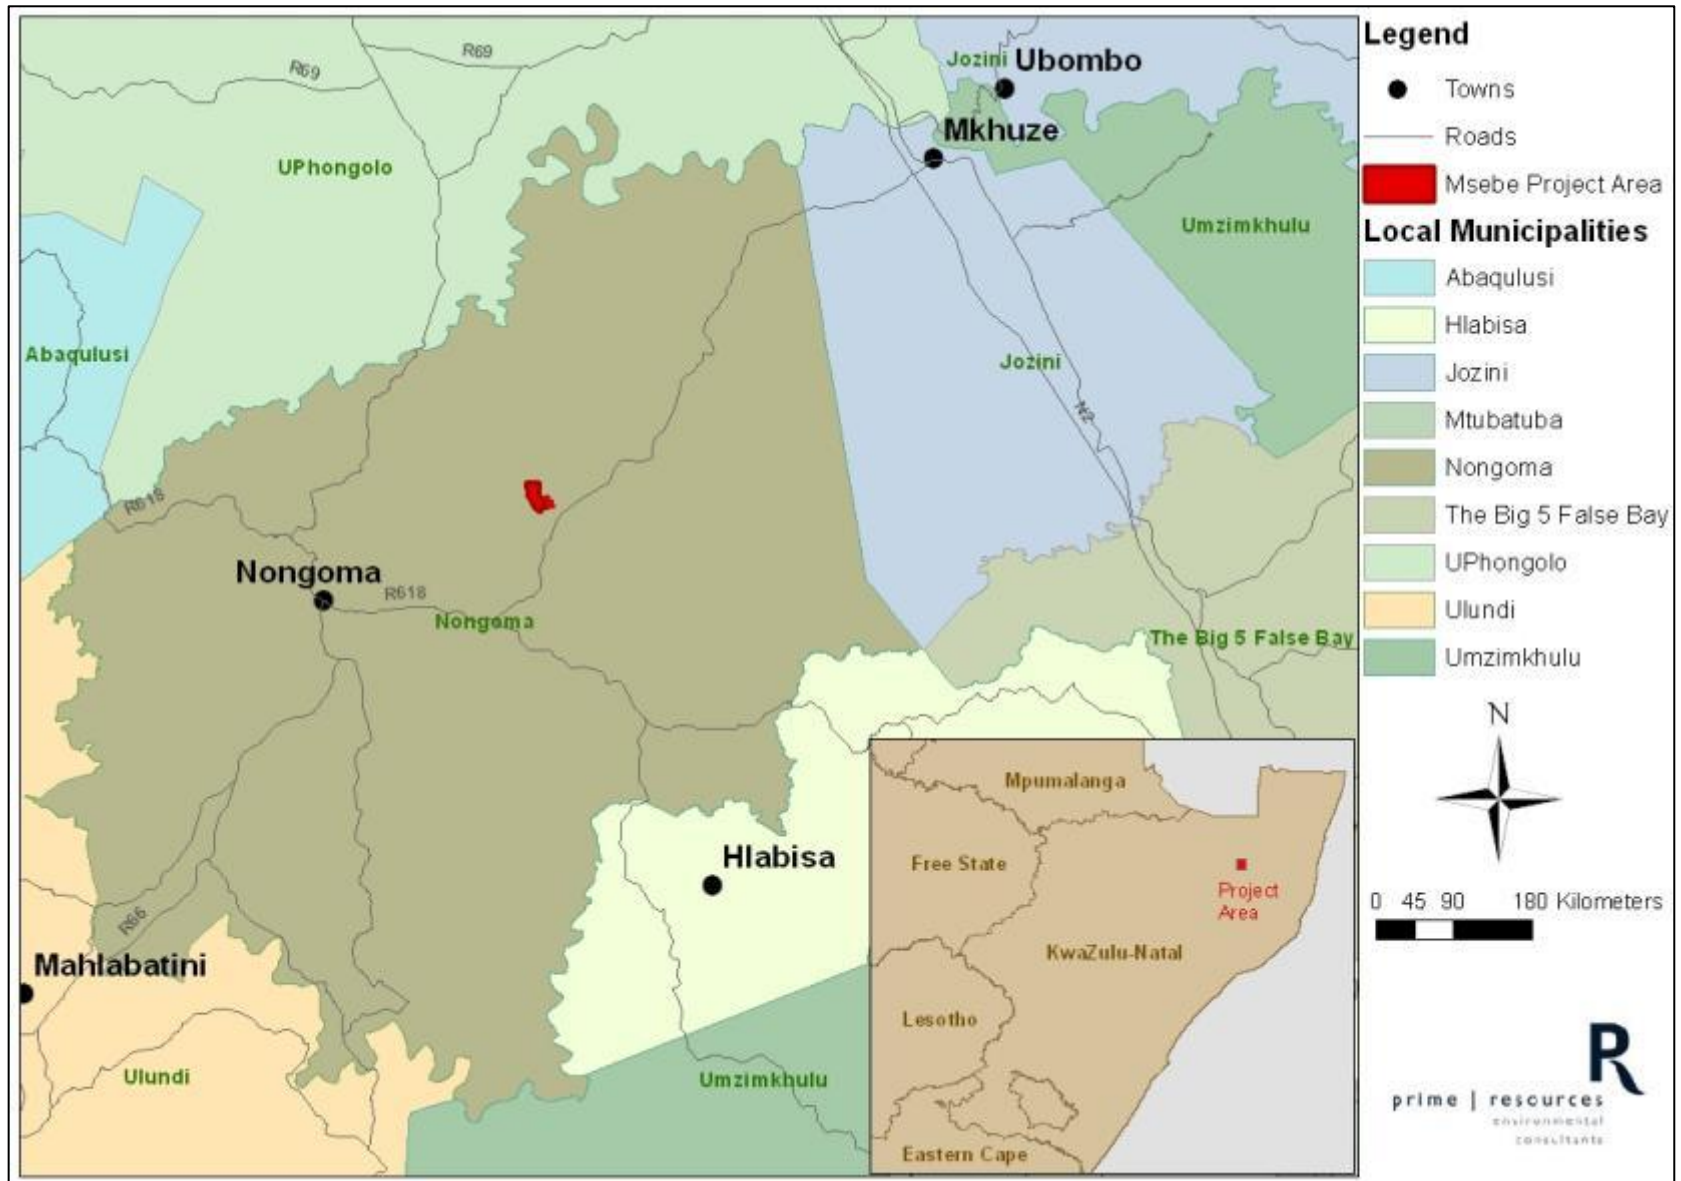 R69
R69
Jozini
Ubombo
Mkhuze
UPhongolo
Umzimkhulu
Abaqulusi
Jozini
N2
R618
Nongoma
R618
Nongoma
The Big 5 False Bay
Hlabisa
R66
Mahlabatini
Ulundi
Umzimkhulu
Mpumalanga
Free State
Project
Area
KwaZulu-Natal
Lesotho
Eastern Cape
Legend
Towns
Roads
Msebe Project Area
Local Municipalities
Abaqulusi
Hlabisa
Jozini
Mtubatuba
Nongoma
The Big 5 False Bay
UPhongolo
Ulundi
Umzimkhulu
N
0 45 90 180 Kilometers
R
prime | resources
environmental
consultants